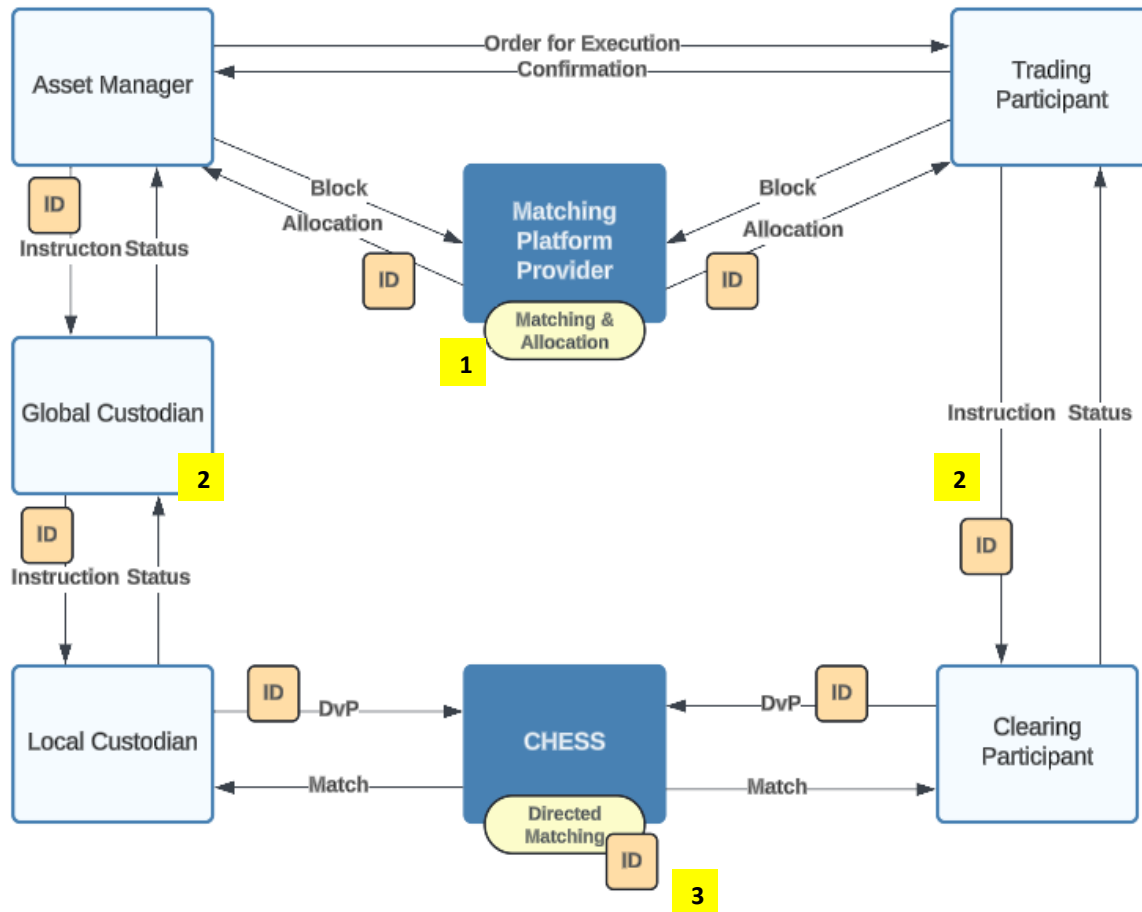 Order for Execution
Confirmation
Asset Manager
Trading
Participant
Block
Allocation
ID
Matching
Platform
Provider
Matching &
Allocation
1
Block
Allocation
ID
ID
Instructon
Status
Global Custodian
2
Instruction
Status
2
ID
ID
Instruction
Status
Local Custodian
ID
DvP
Match
CHESS
Directed
Matching
ID
3
ID
DvP
Match
Clearing
Participant